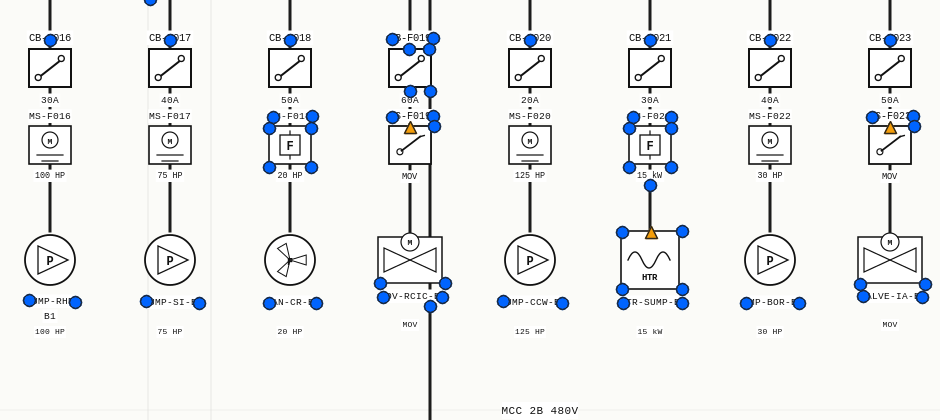 CB-F016 CB-F017 CB-F018 CB-F019 CB-F020 CB-F021 CB-F022 CB-F023
30A 40A 50A 60A 20A 30A 40A 50A
MS-F016 MS-F017 MS-F020 MS-F022
M M F M F M
100 HP 75 HP 20 HP MOV 125 HP 15 kW 30 HP MOV
P P M P HTR P M
B1
100 HP 75 HP 20 HP MOV 125 HP 15 kW 30 HP MOV
MCC 2B 480V